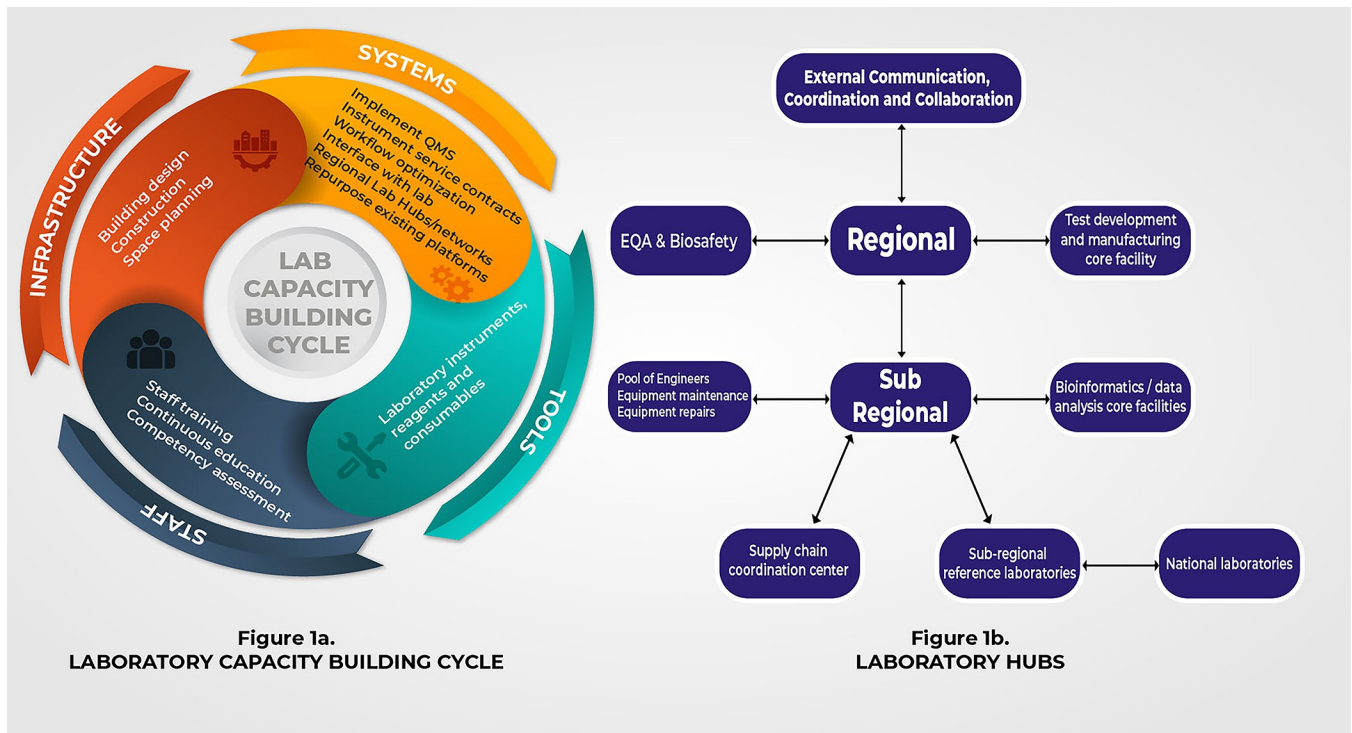 SYSTEMS
Implement QMS
Instrument service contracts
Workflow optimization
Interface with lab
Regional Lab Hubs/networks
Repurpose existing platforms
INFRASTRUCTURE
Building design
Construction
Space planning
LAB
CAPACITY
BUILDING
CYCLE
TOOLS
Laboratory instruments,
reagents and
consumables
STAFF
Staff training
Continuous education
Competency assessment
Figure 1a.
LABORATORY CAPACITY BUILDING CYCLE
External Communication,
Coordination and Collaboration
EQA & Biosafety
Regional
Test development
and manufacturing
core facility
Pool of Engineers
Equipment maintenance
Equipment repairs
Sub
Regional
Bioinformatics / data
analysis core facilities
Supply chain
coordination center
Sub-regional
reference laboratories
National laboratories
Figure 1b.
LABORATORY HUBS